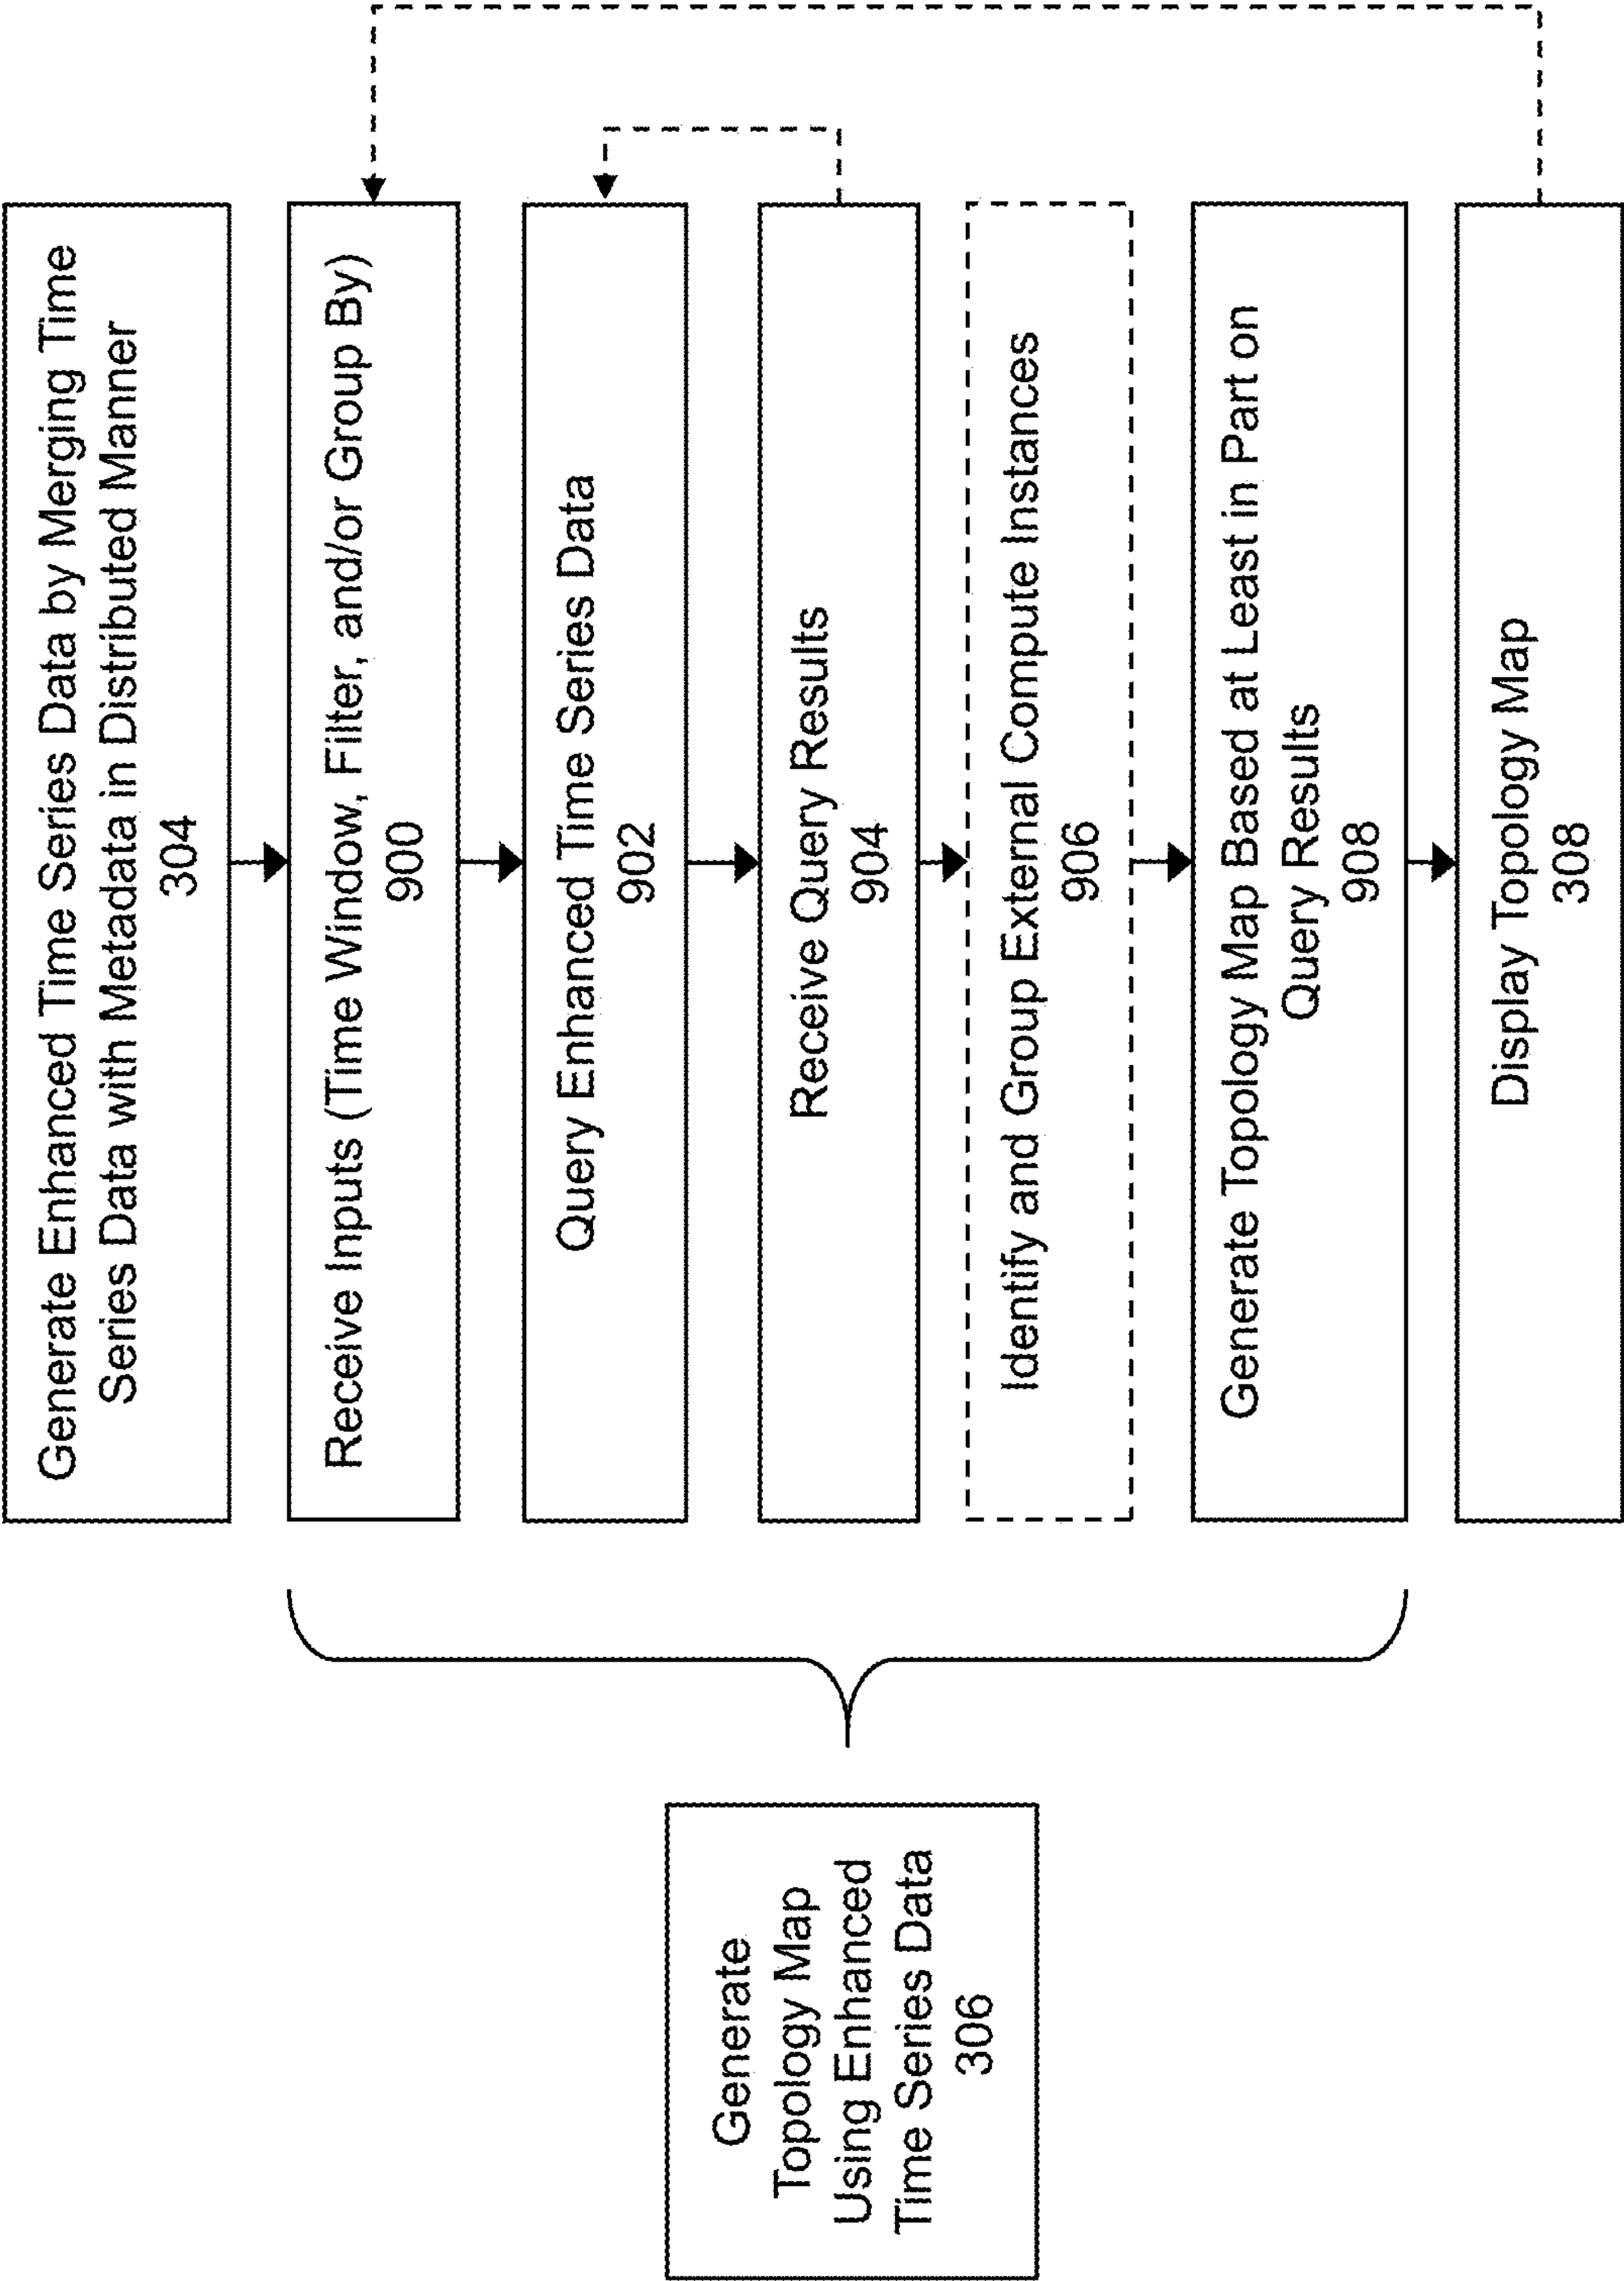 Generate Enhanced Time Series Data by Merging Time
Series Data with Metadata in Distributed Manner
304
Receive Inputs (Time Window, Filter, and/or Group By)
900
Query Enhanced Time Series Data
902
Receive Query Results
904
Identify and Group External Compute Instances
906
Generate Topology Map Based at Least in Part on
Query Results
908
Display Topology Map
308
Generate
Topology Map
Using Enhanced
Time Series Data
306